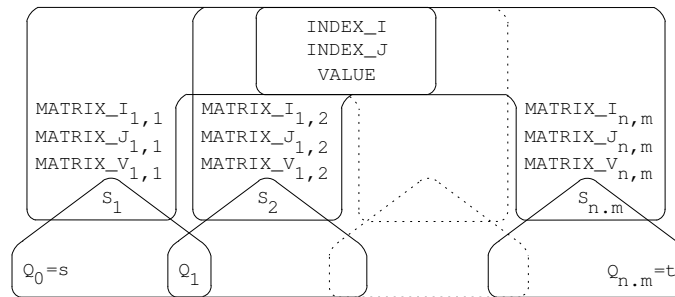 INDEX_I
INDEX_J
VALUE
MATRIX_I1,1 MATRIX_I1,2 MATRIX_In,m
MATRIX_J1,1 MATRIX_J1,2 MATRIX_Jn,m
MATRIX_V1,1 MATRIX_V1,2 MATRIX_Vn,m
S1 S2 Sn.m
Q0=s Q1 Qn.m=t